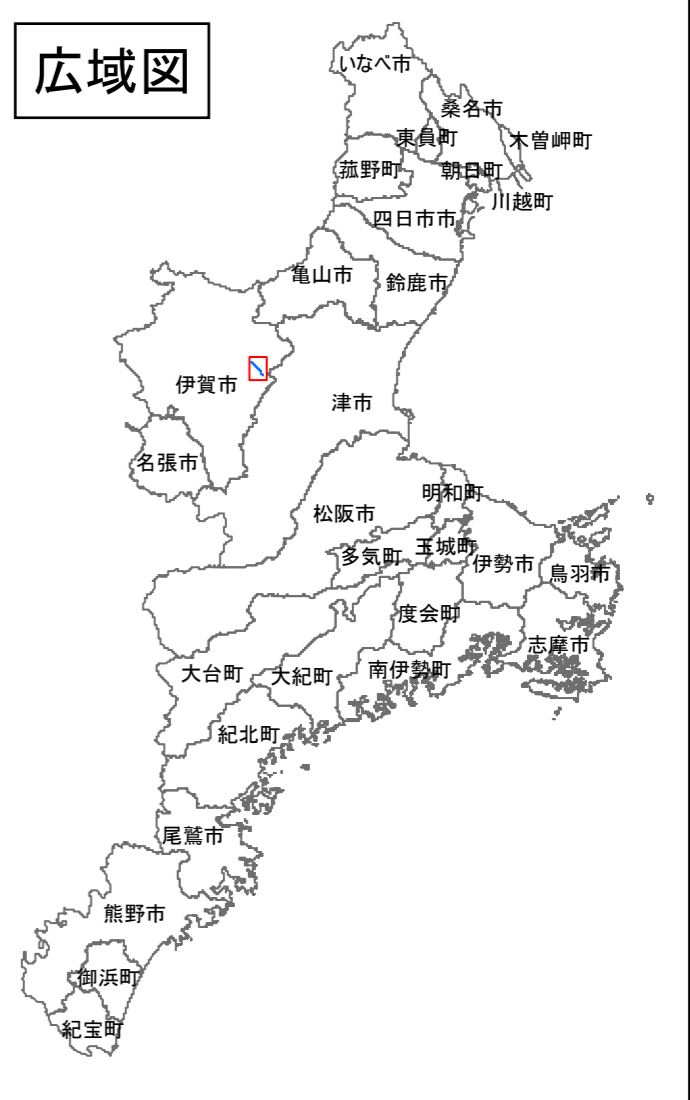 広域図
いなべ市
桑名市
東員町
木曽岬町
菰野町
朝日町
川越町
四日市市
亀山市
鈴鹿市
伊賀市
津市
名張市
明和町
松阪市
玉城町
多気町
伊勢市
鳥羽市
度会町
志摩市
大台町
大紀町
南伊勢町
紀北町
尾鷲市
熊野市
御浜町
紀宝町